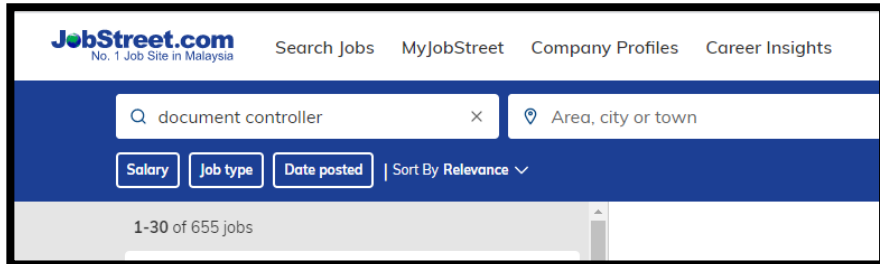 JobStreet.com
No. 1 Job Site in Malaysia
Search Jobs MyJobStreet Company Profiles Career Insights
document controller × Area, city or town
Salary Job type Date posted | Sort By Relevance
1-30 of 655 jobs